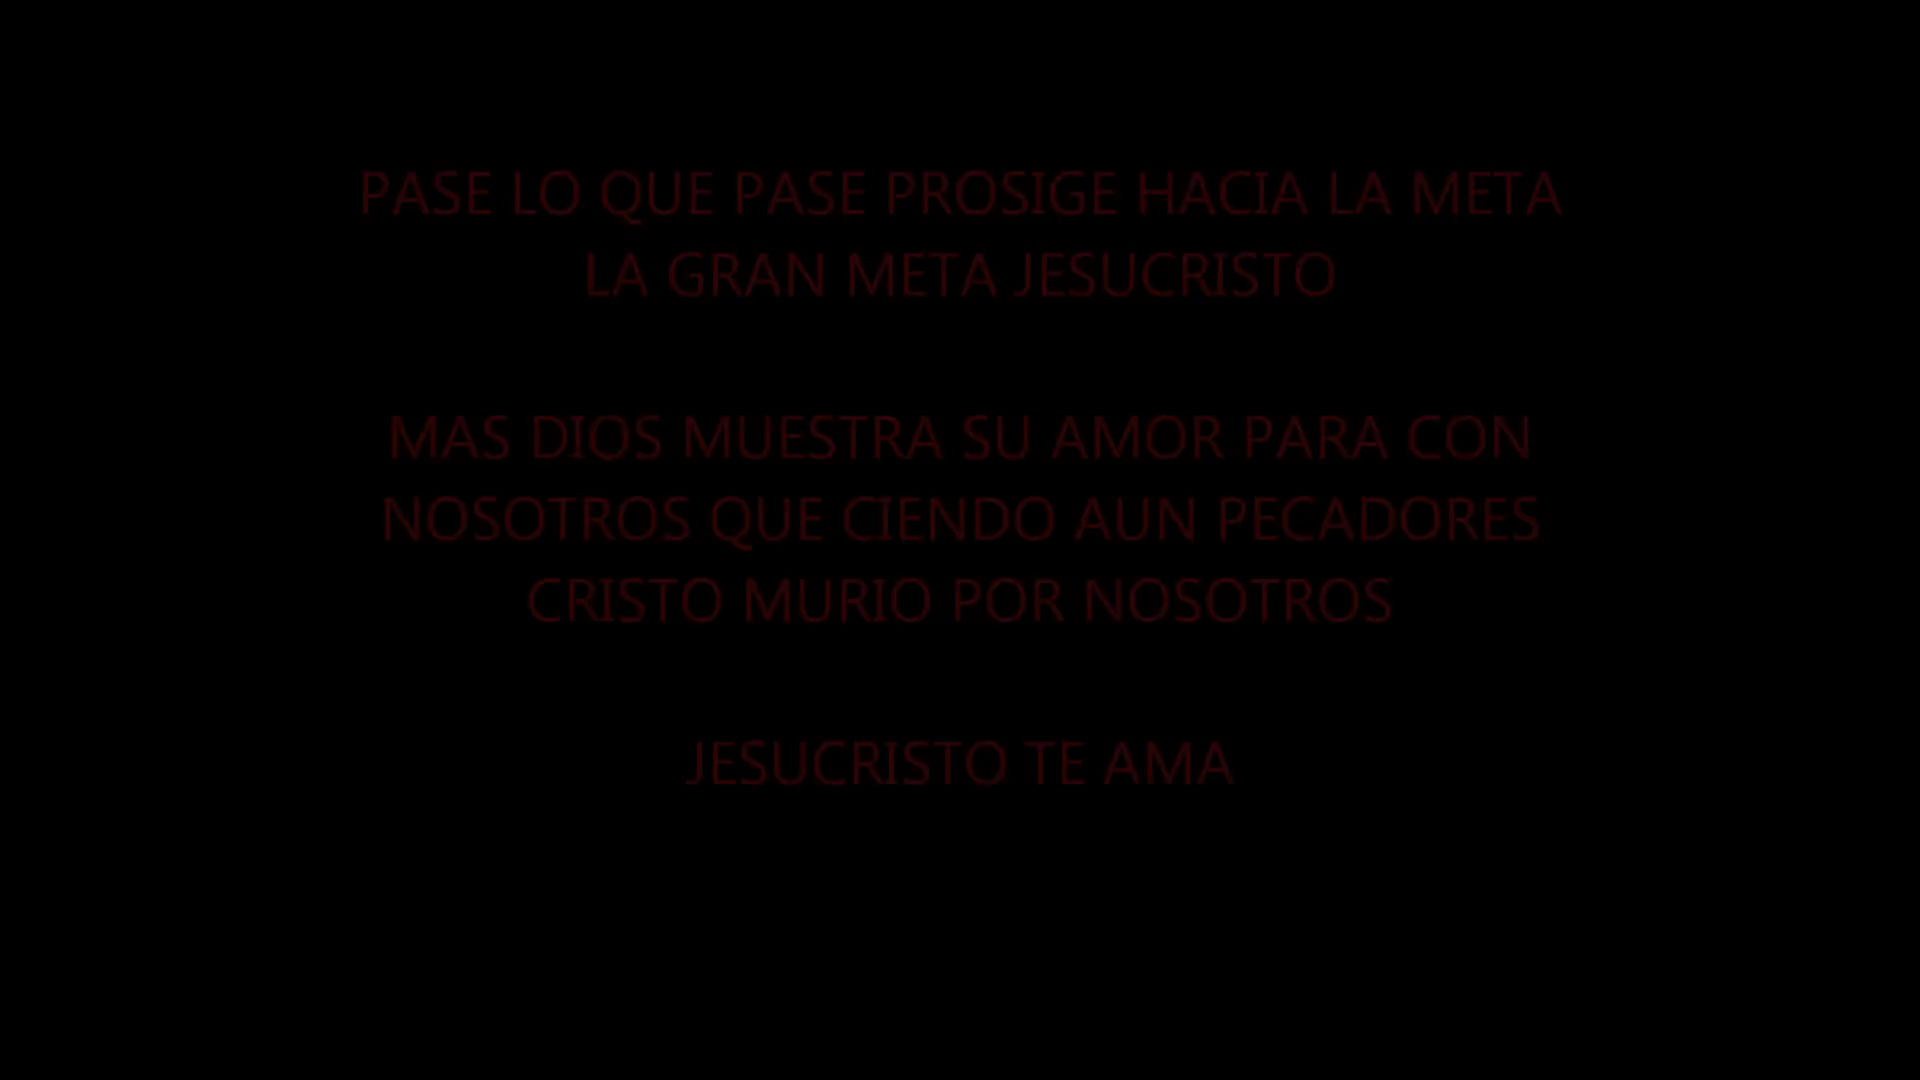 PASE LO QUE PASE PROSIGE HACIA LA META
LA GRAN META JESUCRISTO
MAS DIOS MUESTRA SU AMOR PARA CON
NOSOTROS QUE CIENDO AUN PECADORES
CRISTO MURIO POR NOSOTROS
JESUCRISTO TE AMA